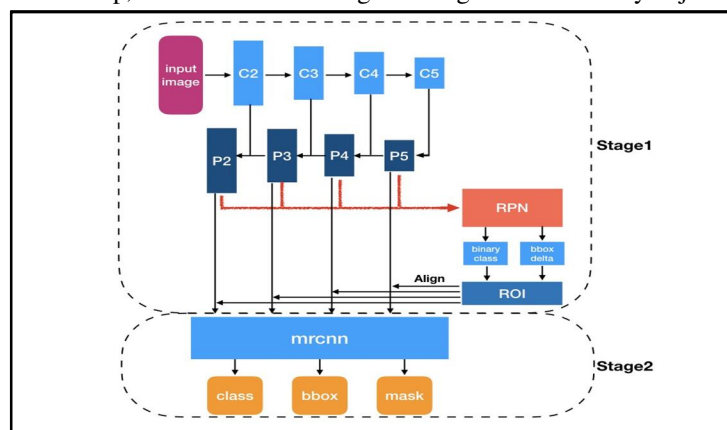 input
image
C2
C3
C4
C5
P2
P3
P4
P5
Stage1
RPN
binary
class
bbox
delta
Align
ROI
mrcnn
Stage2
class
bbox
mask